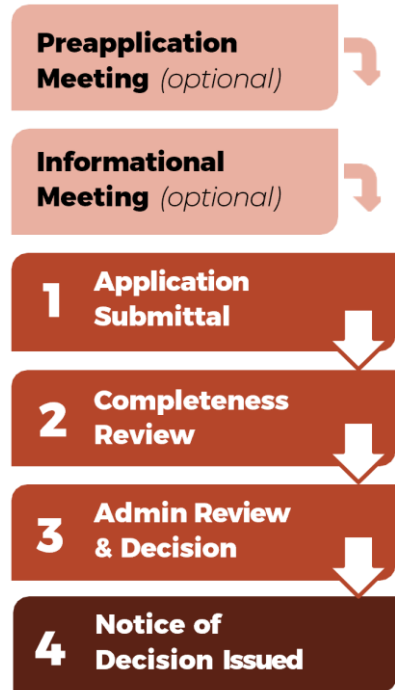 Preapplication
Meeting (optional)
Informational
Meeting (optional)
1 Application
Submittal
2 Completeness
Review
3 Admin Review
& Decision
4 Notice of
Decision Issued